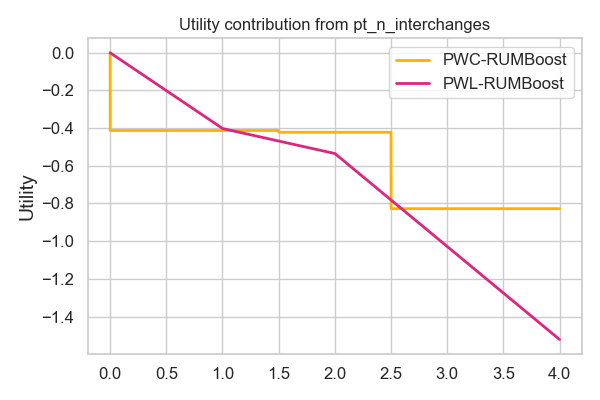 Utility contribution from pt_n_interchanges
PWC-RUMBoost
PWL-RUMBoost
Utility
0.0
−0.2
−0.4
−0.6
−0.8
−1.0
−1.2
−1.4
0.0 0.5 1.0 1.5 2.0 2.5 3.0 3.5 4.0